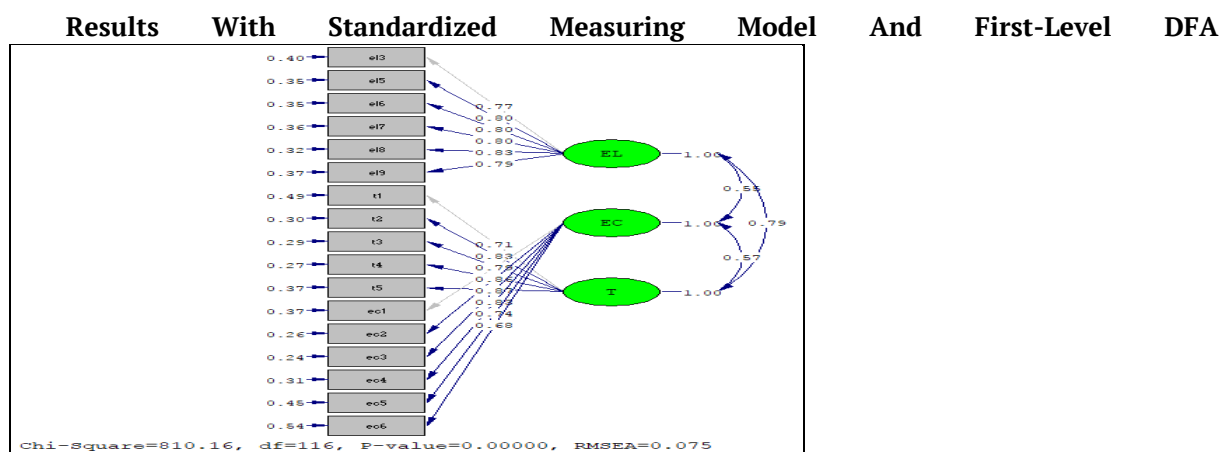 Results With Standardized Measuring Model And First-Level DFA
0.40 el3
0.35 el5
0.35 el6 0.77
0.36 el7 0.80
0.80
0.80 EL 1.00
0.32 el8 0.83
0.37 el9 0.79
0.49 t1 0.55
0.30 t2 EC 1.00 0.79
0.29 t3 0.71
0.83
0.27 t4 0.57
0.37 t5 T 1.00
0.37 ec1
0.26 ec2 0.74
0.68
0.24 ec3
0.31 ec4
0.45 ec5
0.54 ec6
Chi-Square=810.16, df=116, P-value=0.00000, RMSEA=0.075